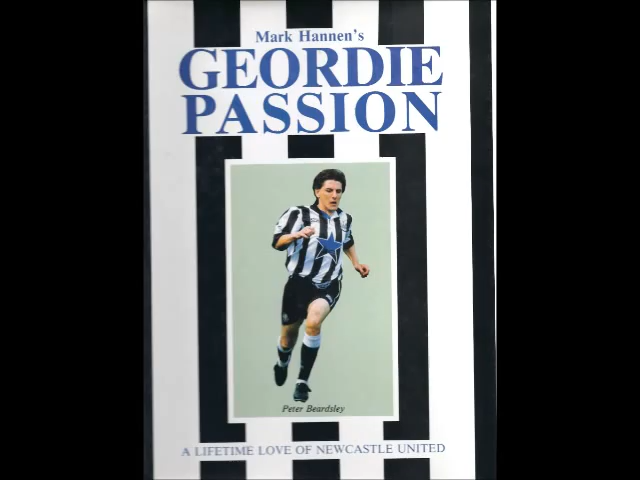 Mark Hannen's
GEORDIE
PASSION
Peter Beardsley
A LIFETIME LOVE OF NEWCASTLE UNITED